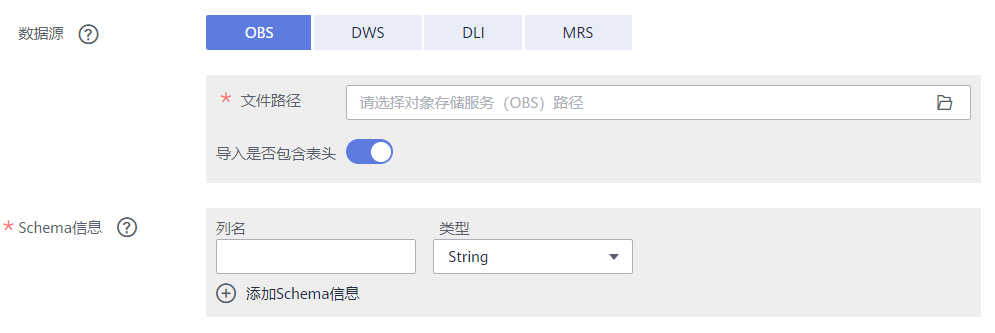 数据源 ? OBS DWS DLI MRS
* 文件路径 请选择对象存储服务（OBS）路径
导入是否包含表头
* Schema信息 ? 列名 类型
String
添加Schema信息